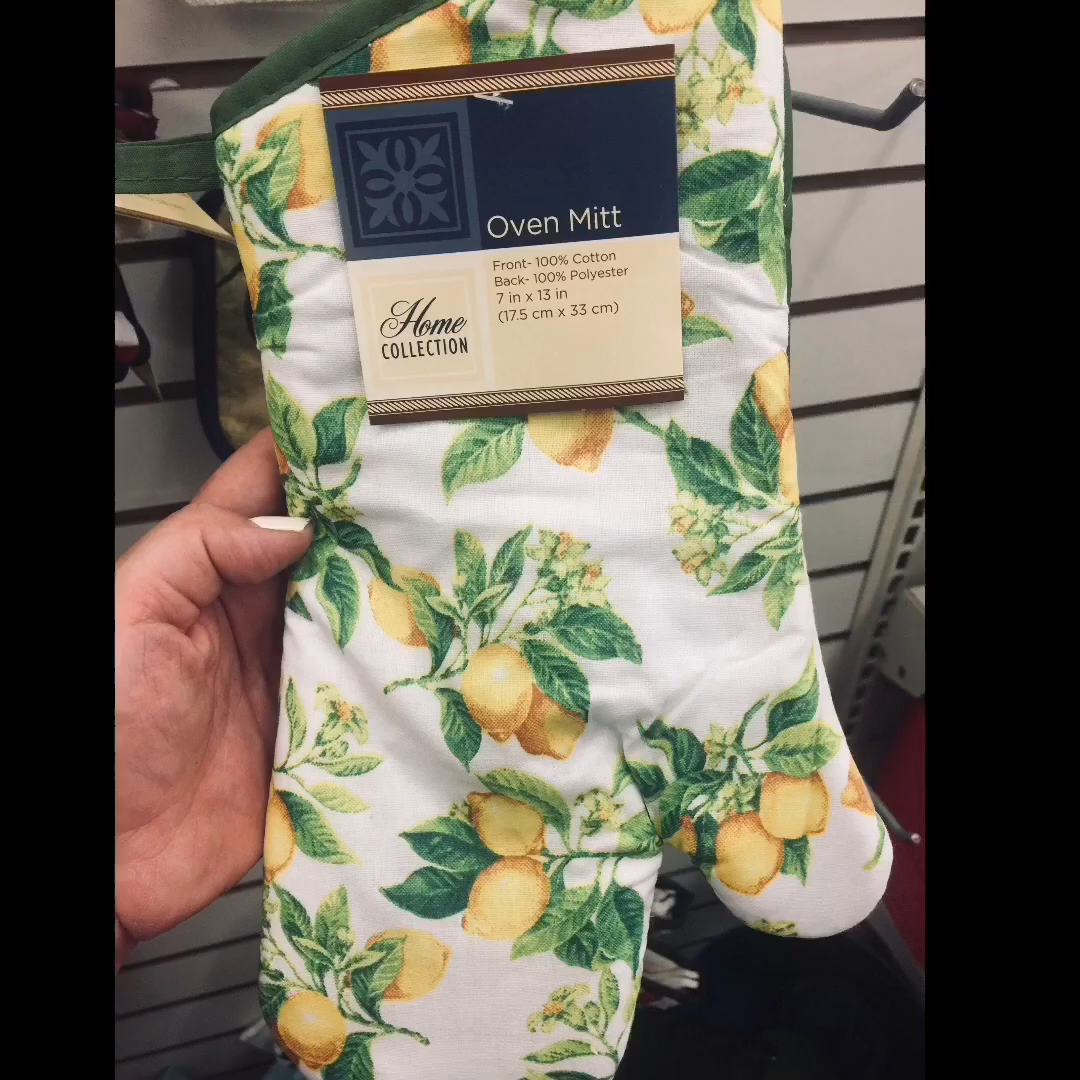 Oven Mitt
Front- 100% Cotton
Back- 100% Polyester
7 in x 13 in
(17.5 cm x 33 cm)
Home
COLLECTION